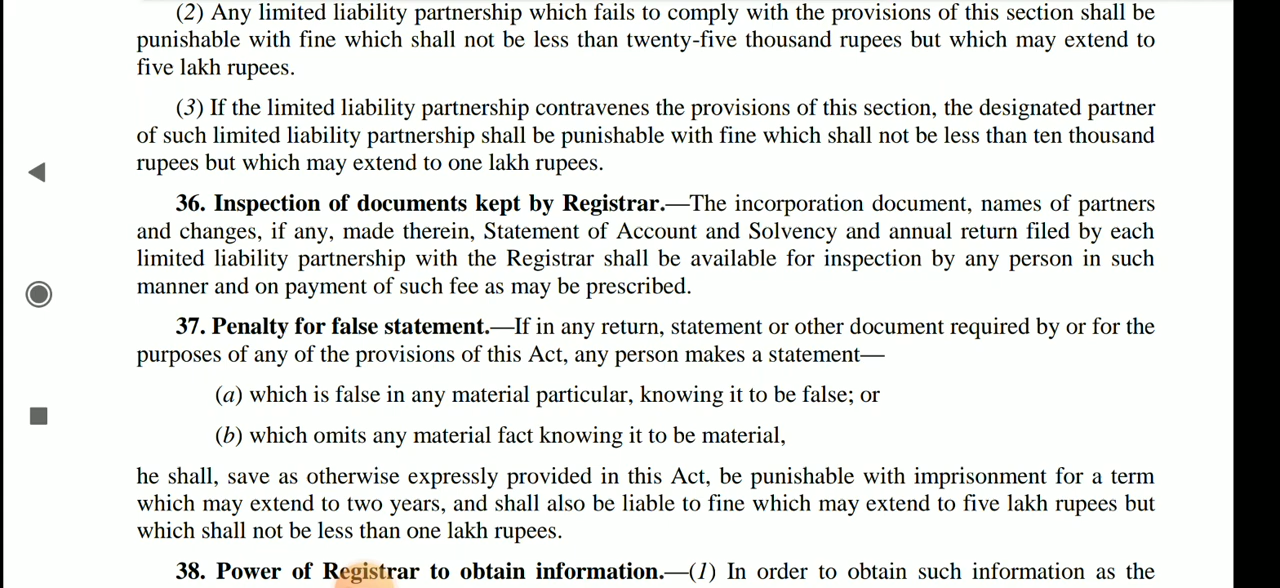 (2) Any limited liability partnership which fails to comply with the provisions of this section shall be
punishable with fine which shall not be less than twenty-five thousand rupees but which may extend to
five lakh rupees.
(3) If the limited liability partnership contravenes the provisions of this section, the designated partner
of such limited liability partnership shall be punishable with fine which shall not be less than ten thousand
rupees but which may extend to one lakh rupees.
36. Inspection of documents kept by Registrar.—The incorporation document, names of partners
and changes, if any, made therein, Statement of Account and Solvency and annual return filed by each
limited liability partnership with the Registrar shall be available for inspection by any person in such
manner and on payment of such fee as may be prescribed.
37. Penalty for false statement.—If in any return, statement or other document required by or for the
purposes of any of the provisions of this Act, any person makes a statement—
(a) which is false in any material particular, knowing it to be false; or
(b) which omits any material fact knowing it to be material,
he shall, save as otherwise expressly provided in this Act, be punishable with imprisonment for a term
which may extend to two years, and shall also be liable to fine which may extend to five lakh rupees but
which shall not be less than one lakh rupees.
38. Power of Registrar to obtain information.—(1) In order to obtain such information as the